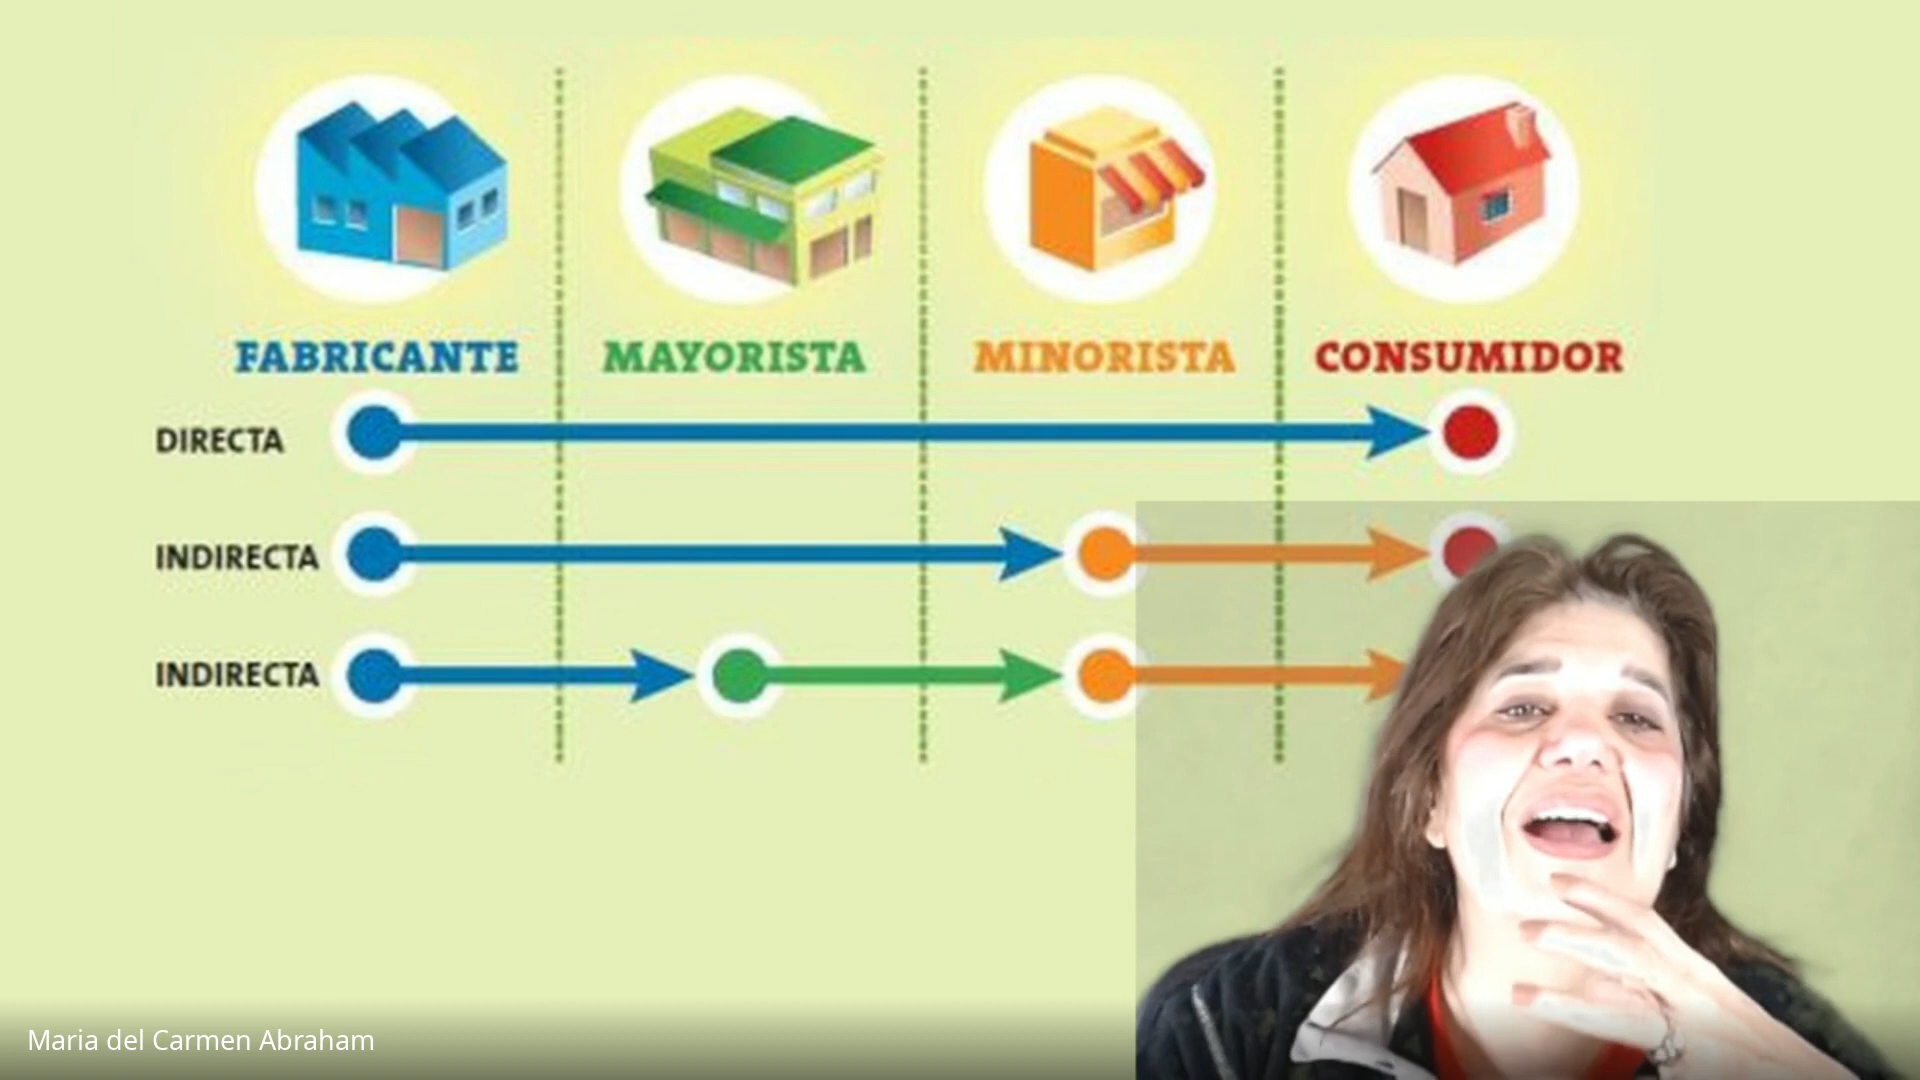 FABRICANTE MAYORISTA MINORISTA CONSUMIDOR
DIRECTA
INDIRECTA
INDIRECTA
Maria del Carmen Abraham